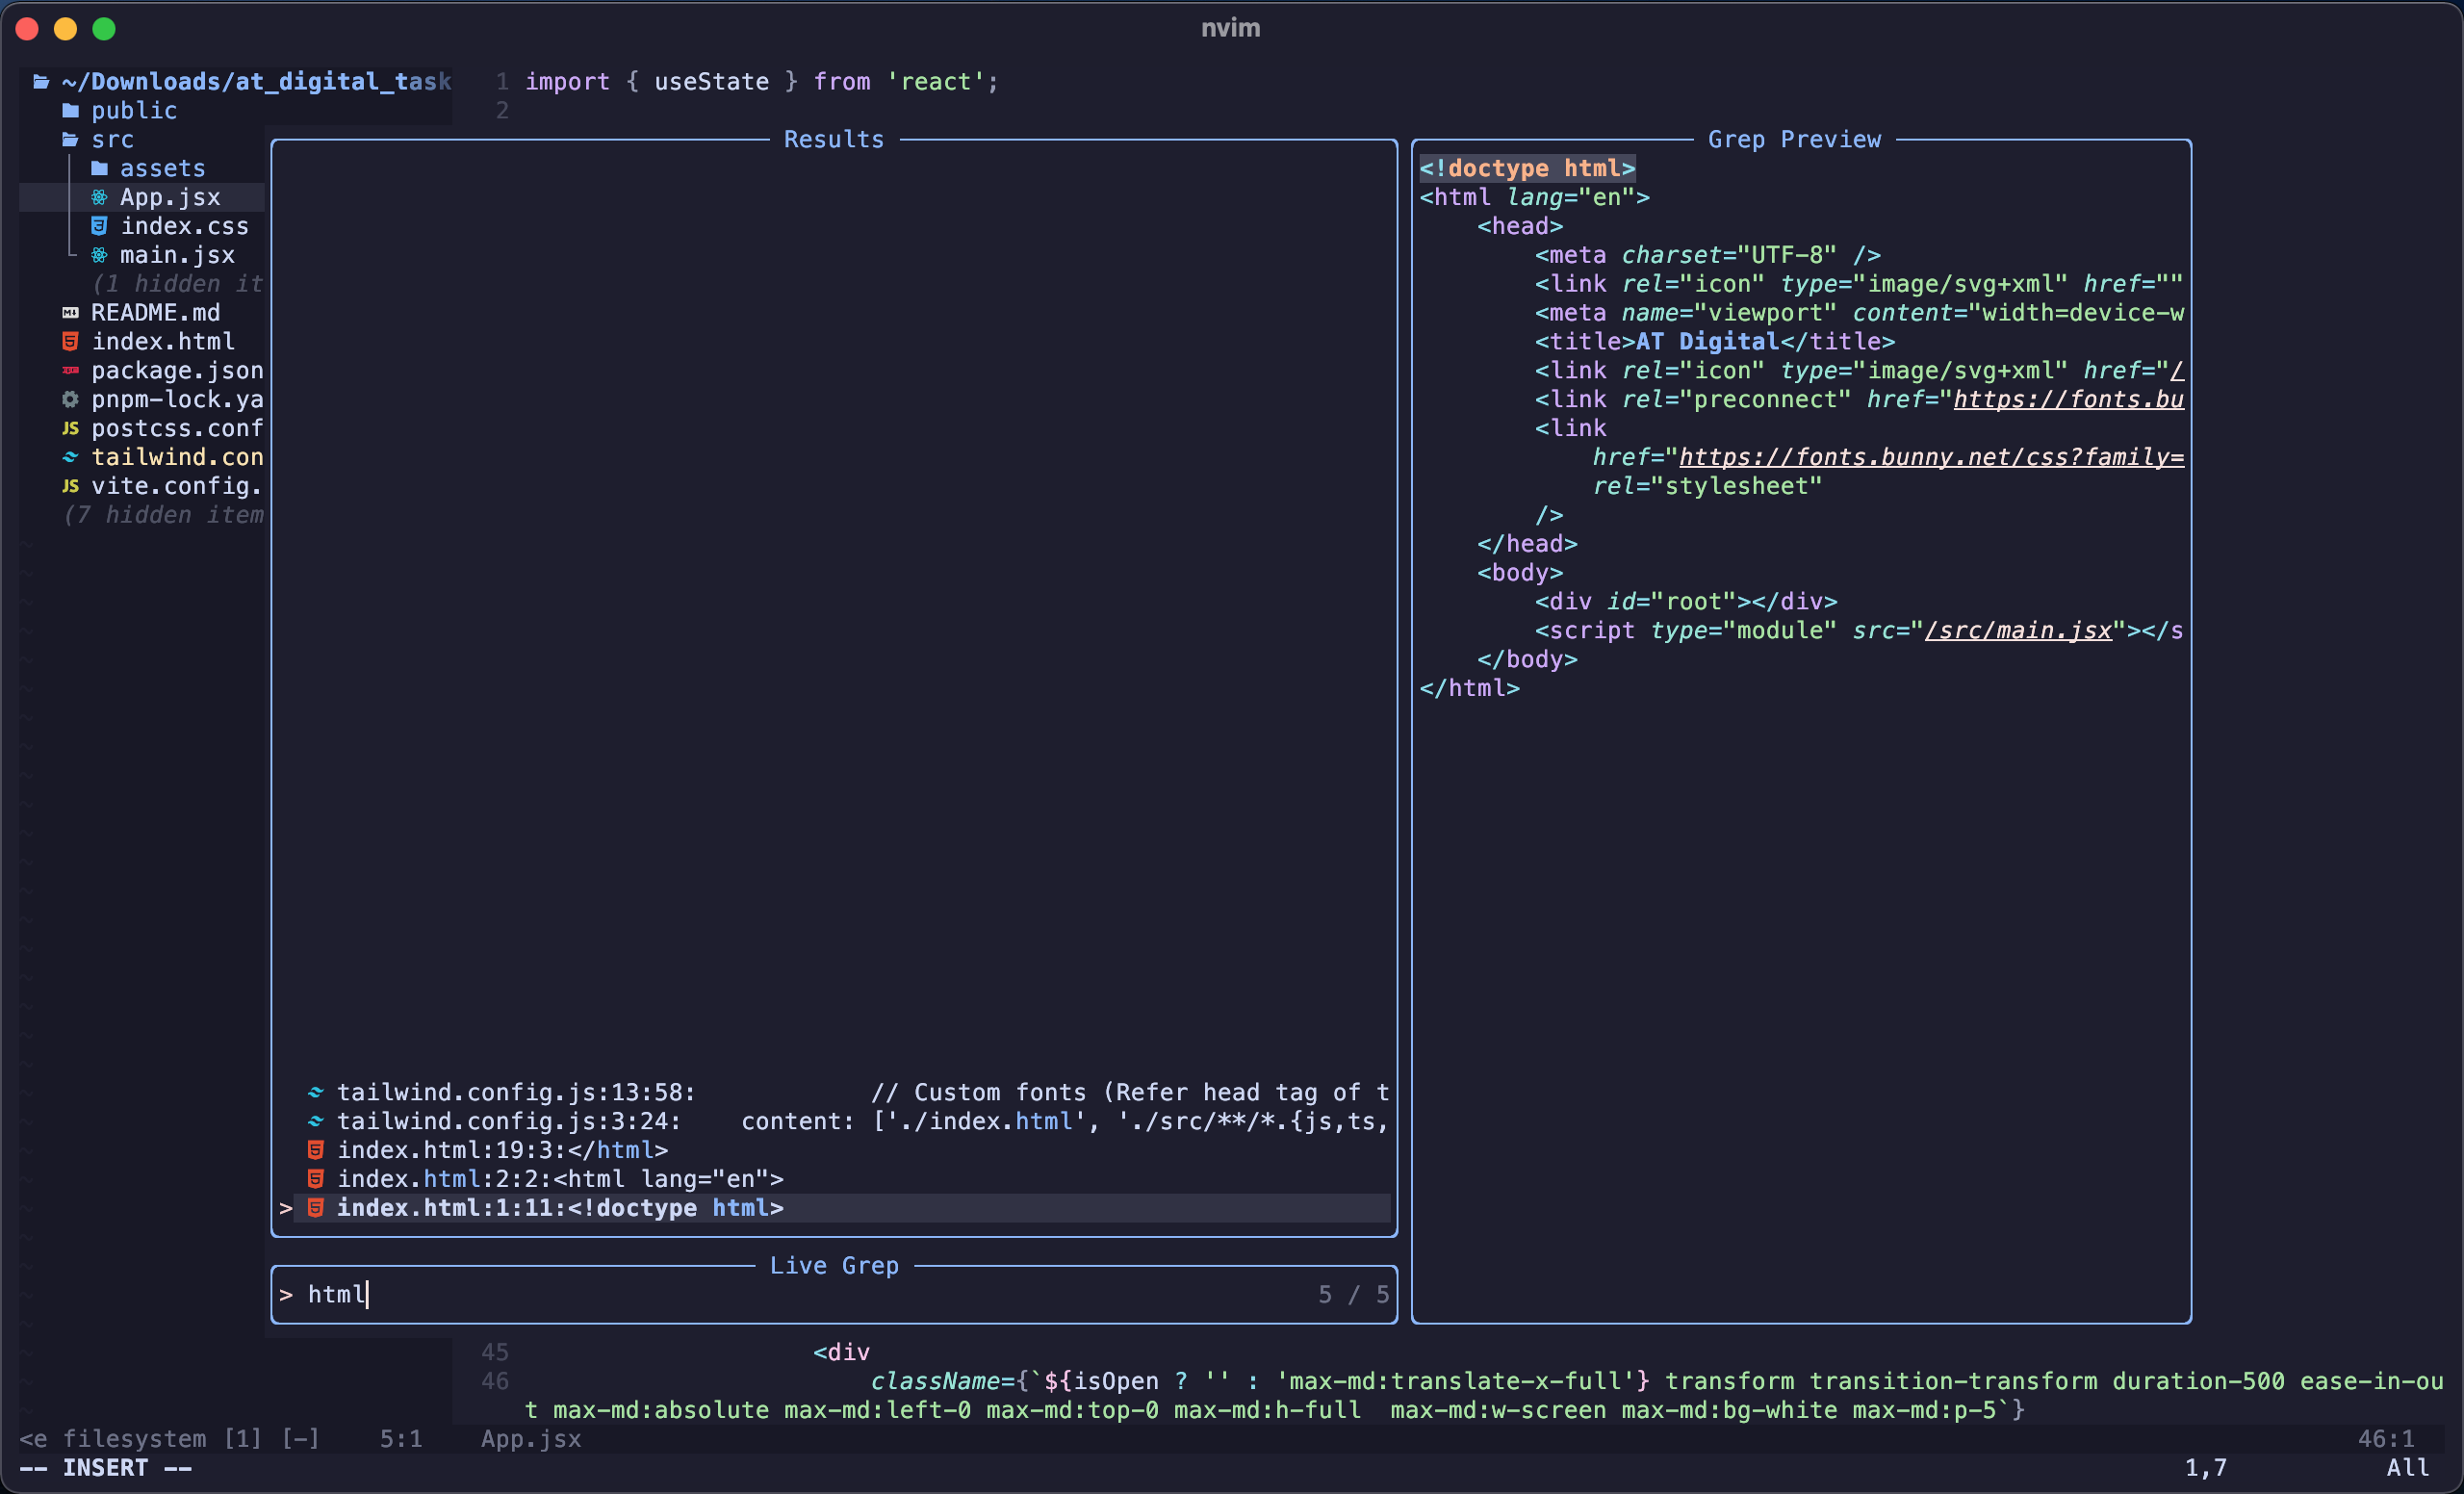 nvim
~/Downloads/at_digital_task
public
src
assets
App.jsx
index.css
main.jsx
(1 hidden it
README.md
index.html
package.json
pnpm-lock.ya
postcss.conf
tailwind.con
vite.config.
(7 hidden item
1 import { useState } from 'react';
2
Results
tailwind.config.js:13:58: // Custom fonts (Refer head tag of t
tailwind.config.js:3:24: content: ['./index.html', './src/**/*.{js,ts,
index.html:19:3:</html>
index.html:2:2:<html lang="en">
> index.html:1:11:<!doctype html>
Live Grep
> html 5 / 5
Grep Preview
<!doctype html>
<html lang="en">
<head>
<meta charset="UTF-8" />
<link rel="icon" type="image/svg+xml" href=""
<meta name="viewport" content="width=device-w
<title>AT Digital</title>
<link rel="icon" type="image/svg+xml" href="/
<link rel="preconnect" href="https://fonts.bu
<link
href="https://fonts.bunny.net/css?family=
rel="stylesheet"
/>
</head>
<body>
<div id="root"></div>
<script type="module" src="/src/main.jsx"></s
</body>
</html>
45 <div
46 className={`${isOpen ? '' : 'max-md:translate-x-full'} transform transition-transform duration-500 ease-in-ou
t max-md:absolute max-md:left-0 max-md:top-0 max-md:h-full  max-md:w-screen max-md:bg-white max-md:p-5`}
<e filesystem [1] [-] 5:1 App.jsx 46:1
-- INSERT -- 1,7 All